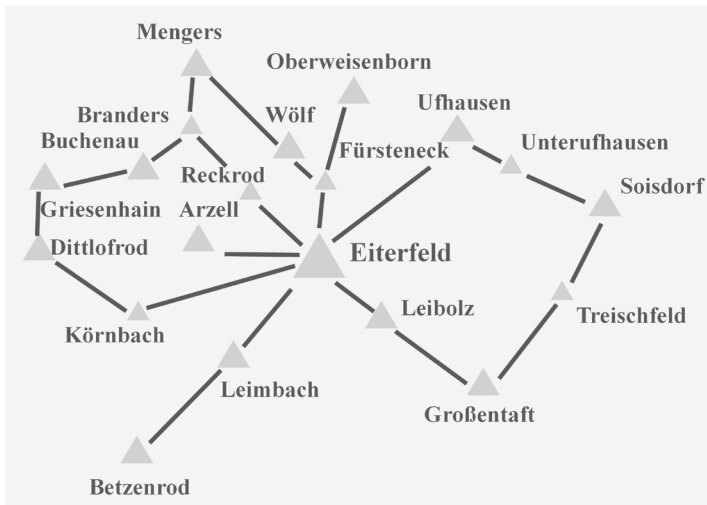 Mengers
Oberweisenborn
Branders
Wölf
Ufhausen
Buchenau
Fürsteneck
Unterufhausen
Reckrod
Soisdorf
Griesenhain
Arzell
Dittlofrod
Eiterfeld
Leibolz
Treischfeld
Körnbach
Leimbach
Großentaft
Betzenrod